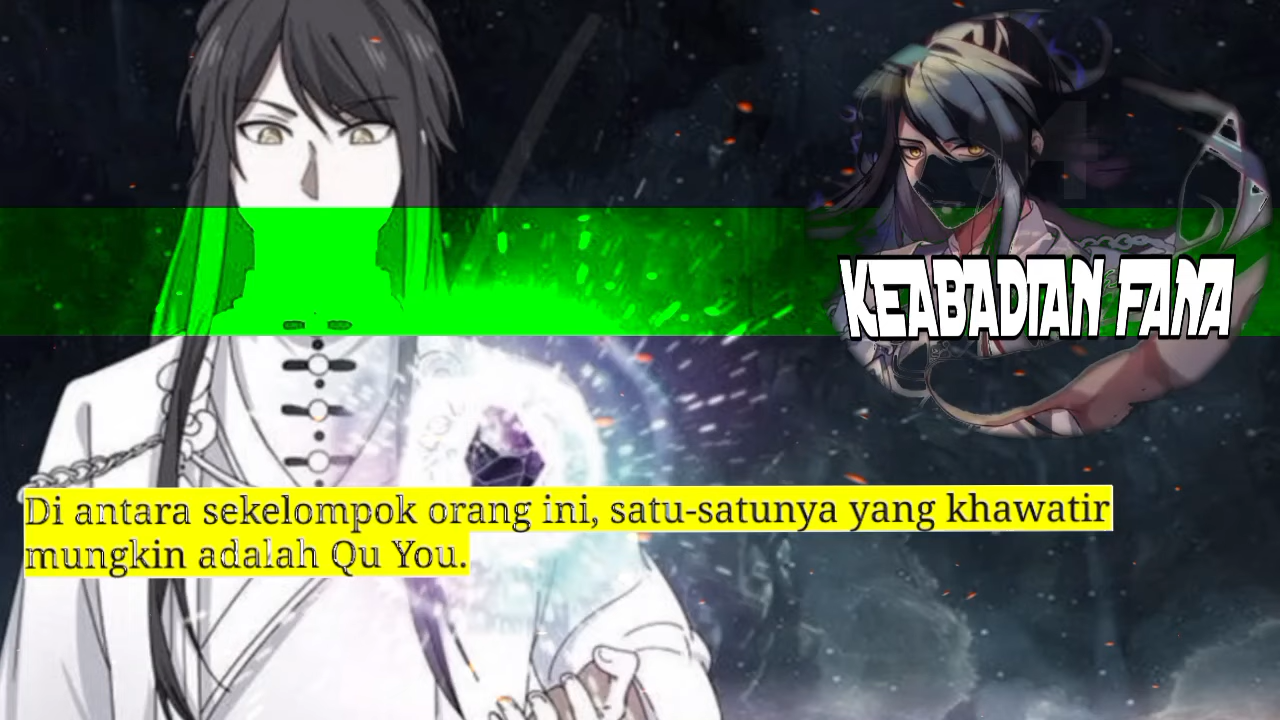 KEABADIAN FANA
Di antara sekelompok orang ini, satu-satunya yang khawatir
mungkin adalah Qu You.